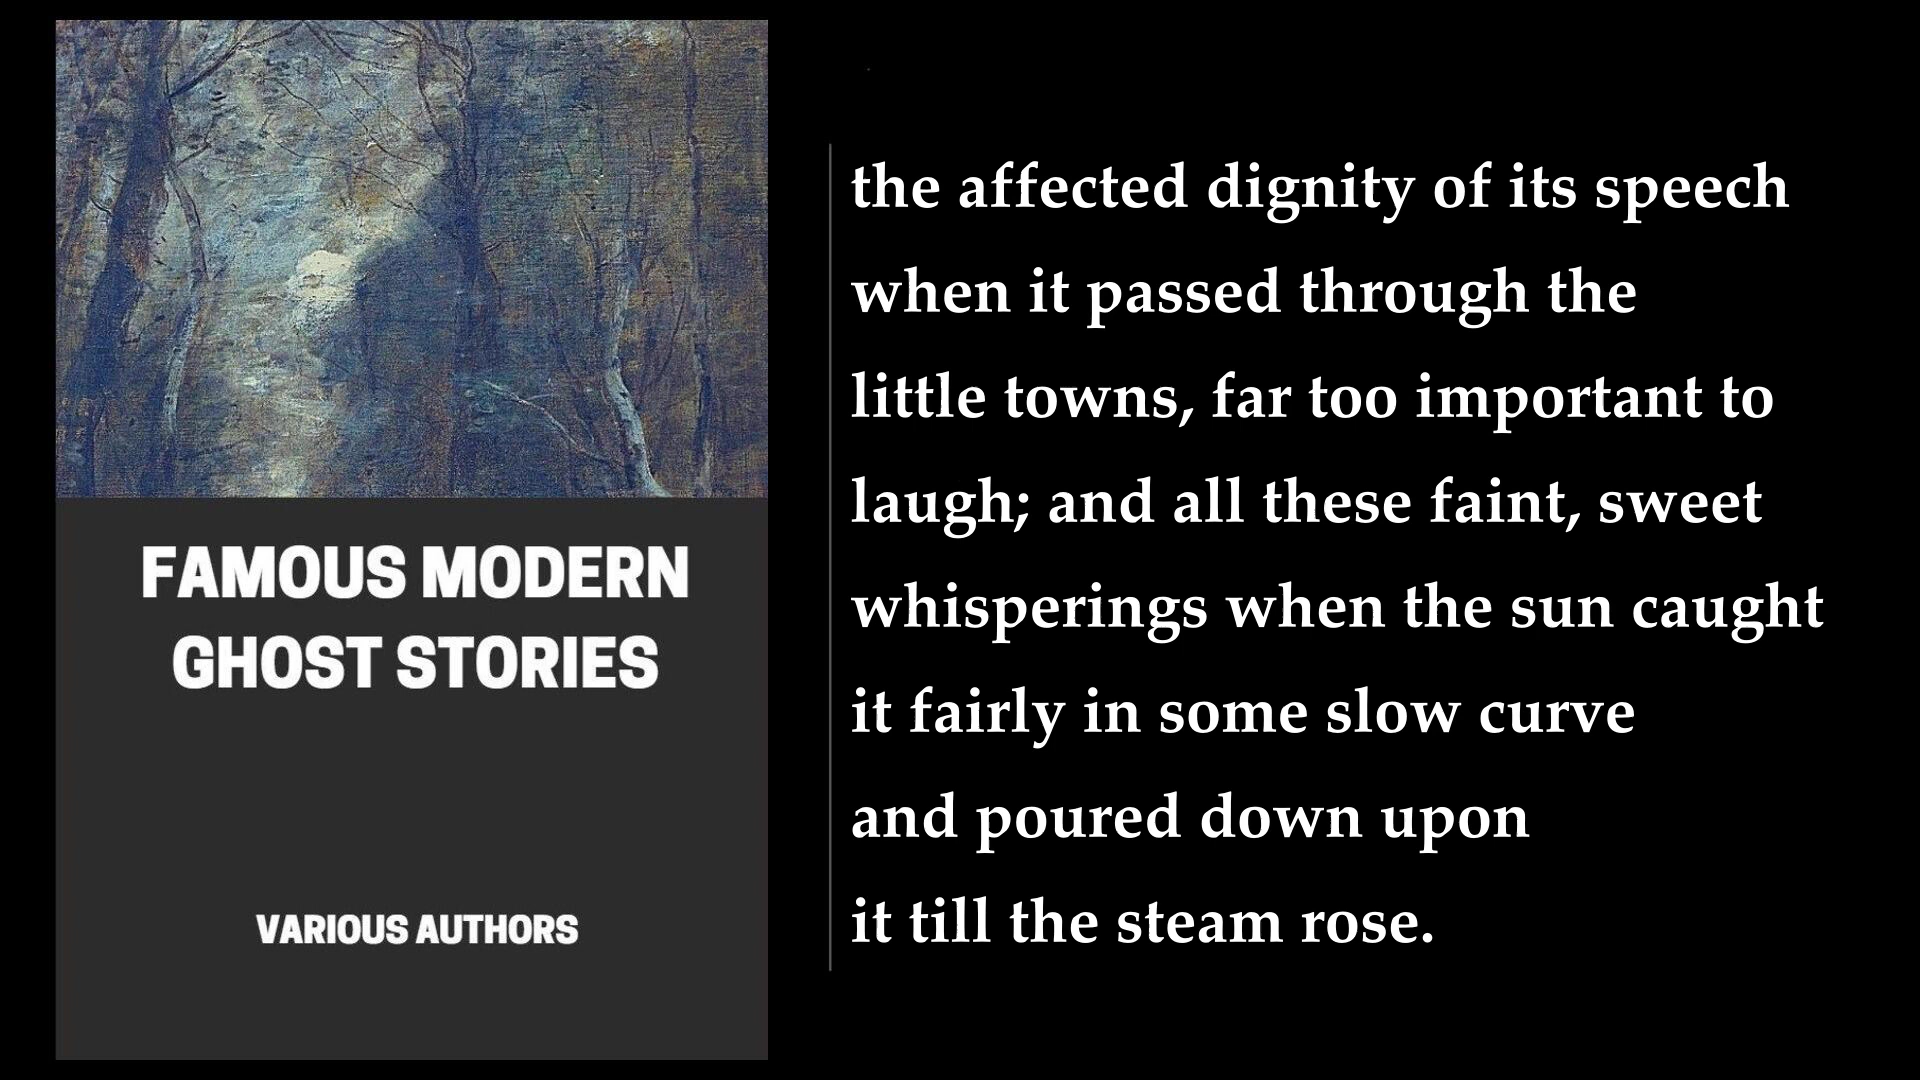 FAMOUS MODERN
GHOST STORIES
VARIOUS AUTHORS
the affected dignity of its speech
when it passed through the
little towns, far too important to
laugh; and all these faint, sweet
whisperings when the sun caught
it fairly in some slow curve
and poured down upon
it till the steam rose.